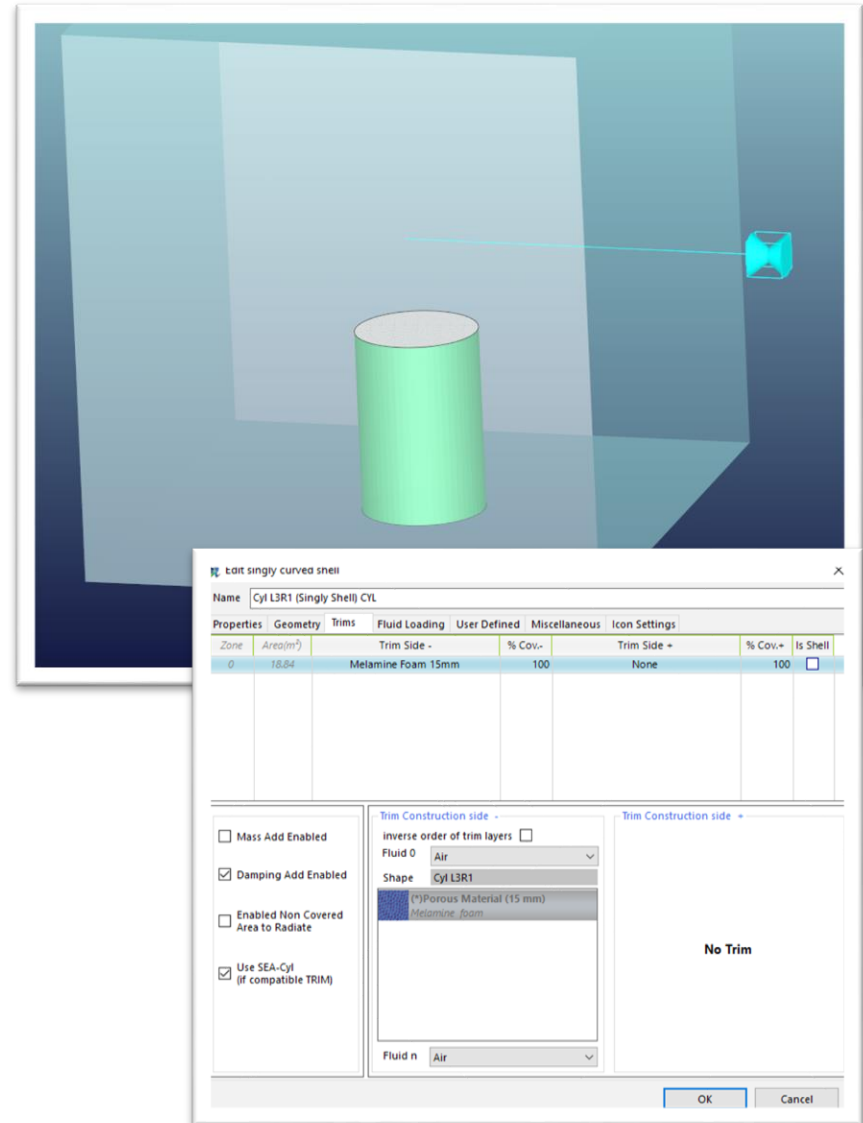 Edit singly curved shell
Name Cyl L3R1 (Singly Shell) CYL
Properties Geometry Trims Fluid Loading User Defined Miscellaneous Icon Settings
Zone Area(m²) Trim Side - % Cov.- Trim Side + % Cov.+ Is Shell
0 18.84 Melamine Foam 15mm 100 None 100
Mass Add Enabled
Damping Add Enabled
Enabled Non Covered
Area to Radiate
Use SEA-Cyl
(if compatible TRIM)
Trim Construction side -
inverse order of trim layers
Fluid 0 Air
Shape Cyl L3R1
(*)Porous Material (15 mm)
Melamine foam
Fluid n Air
Trim Construction side +
No Trim
OK Cancel